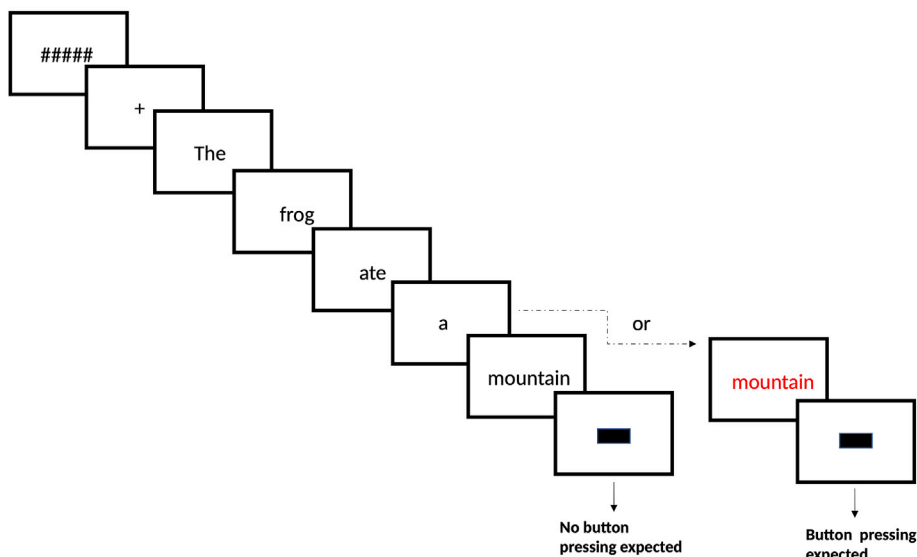 #####
+
The
frog
ate
a
or
mountain
mountain
No button
pressing expected
Button pressing
expected